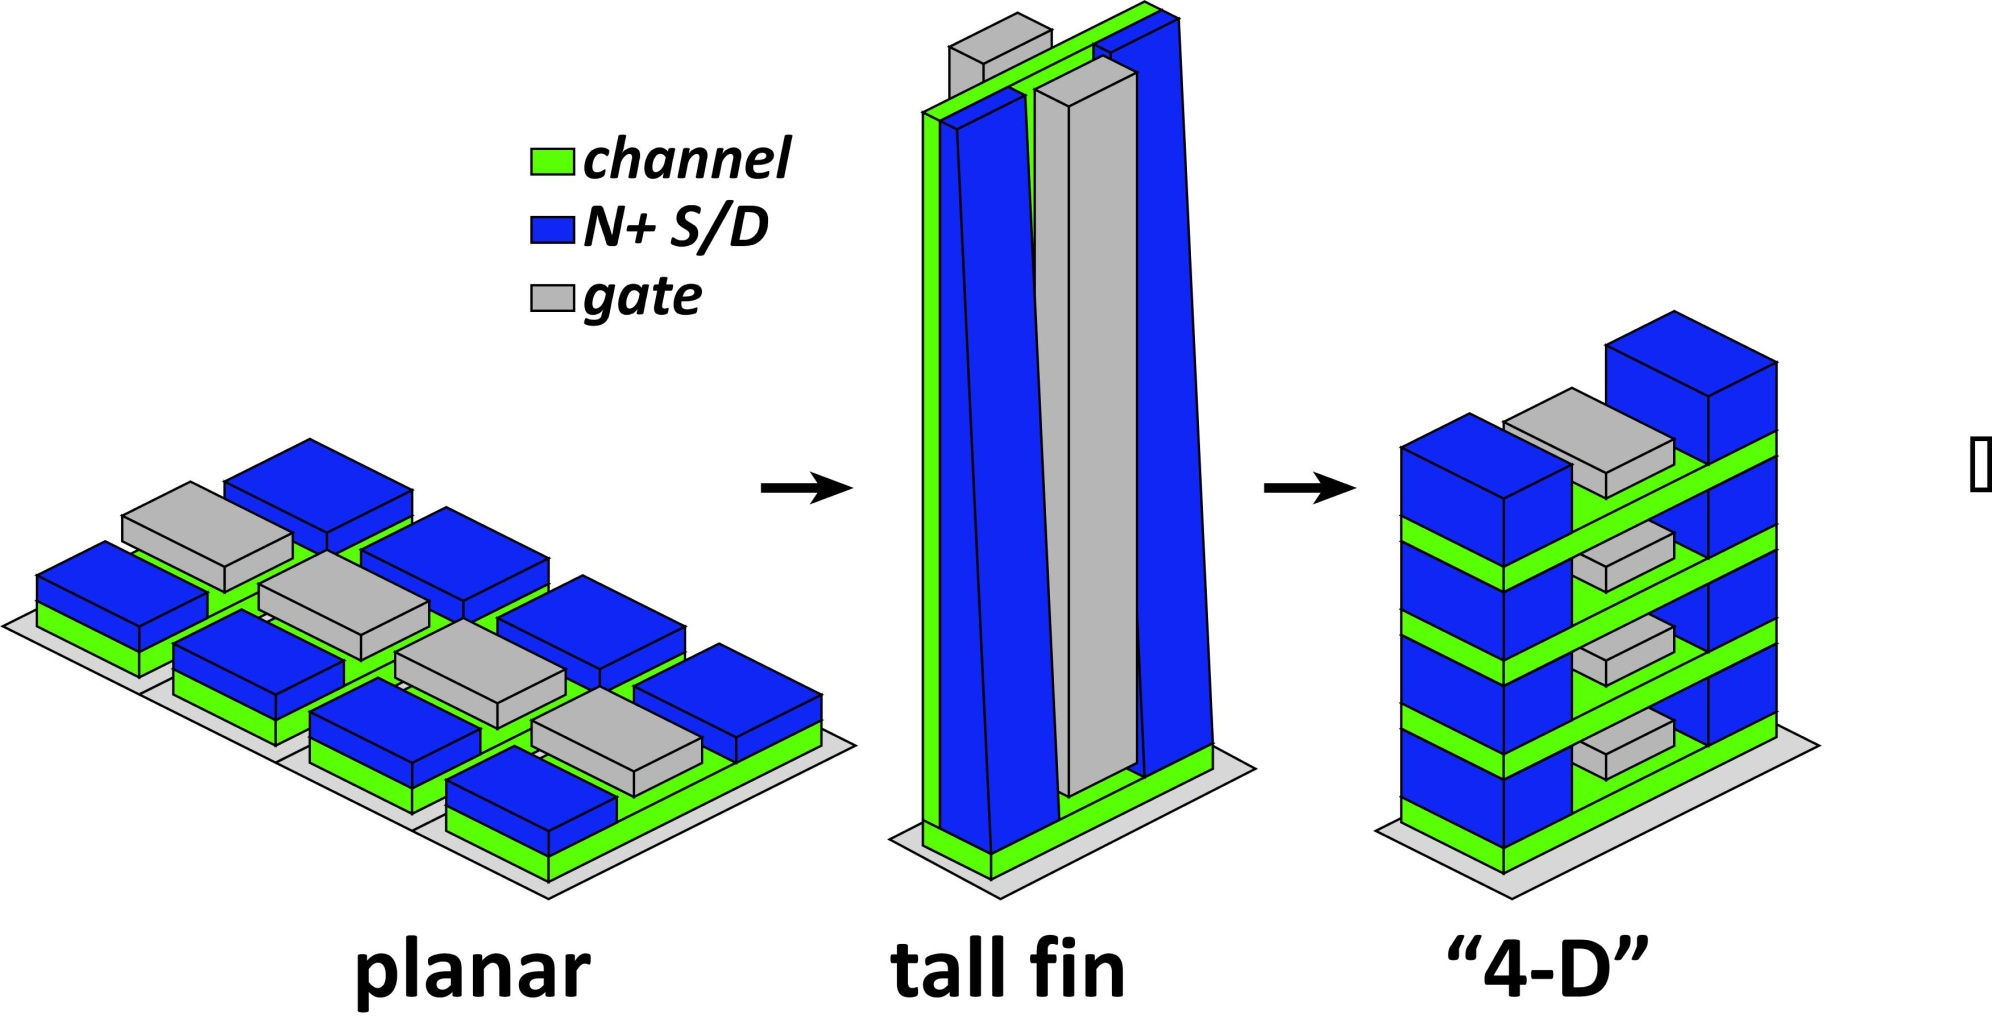 channel
N+ S/D
gate
planar
tall fin
“4-D”